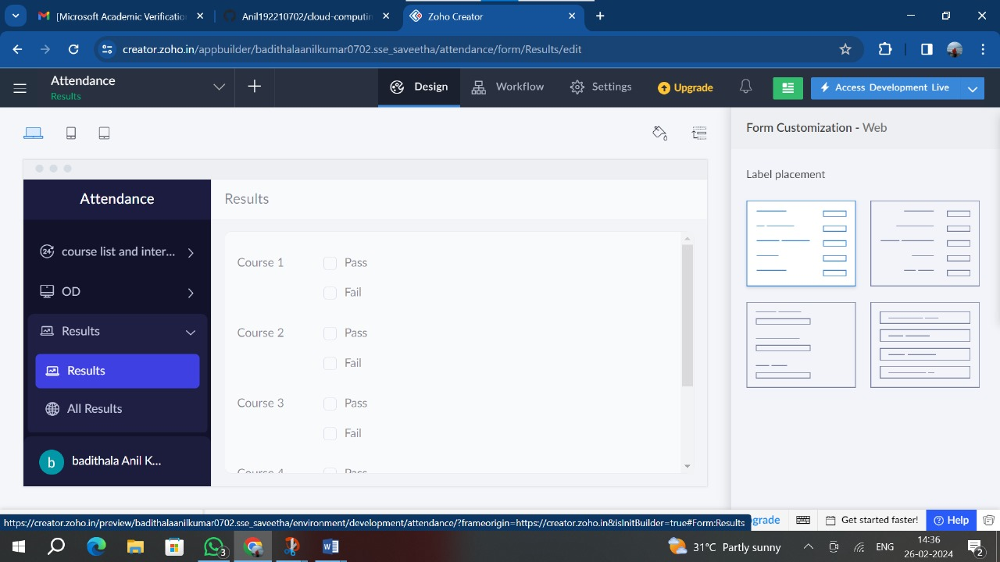 [Microsoft Academic Verificatio
Anil192210702/cloud-computin
Zoho Creator
creator.zoho.in/appbuilder/badithalaanilkumar0702.sse_saveetha/attendance/form/Results/edit
Attendance
Results
Design
Workflow
Settings
Upgrade
Access Development Live
Form Customization - Web
Label placement
Attendance
Results
course list and inter...
OD
Results
Results
All Results
badithala Anil K...
Course 1
Pass
Fail
Course 2
Pass
Fail
Course 3
Pass
Fail
Course 4
Pass
https://creator.zoho.in/preview/badithalaanilkumar0702.sse_saveetha/environment/development/attendance/?frameorigin=https://creator.zoho.in&isInitBuilder=true#Form:Results
grade
Get started faster!
Help
3
31°C Partly sunny
ENG
14:36
26-02-2024
2
24
b